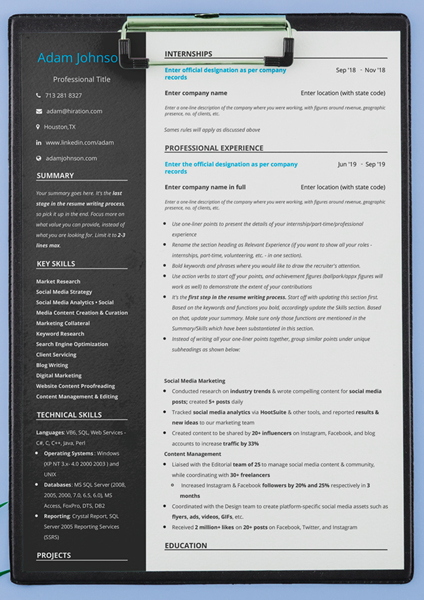 Adam Johnso
Professional Title
713 281 8327
adam@hiration.com
Houston,TX
www.linkedin.com/adam
adamjohnson.com
SUMMARY
Your summary goes here. It's the last
stage in the resume writing process,
so pick it up in the end. Focus more on
what value you can provide, instead of
what you are looking for. Limit it to 2-3
lines max.
KEY SKILLS
Market Research
Social Media Strategy
Social Media Analytics • Social
Media Content Creation & Curation
Marketing Collateral
Keyword Research
Search Engine Optimization
Client Servicing
Blog Writing
Digital Marketing
Website Content Proofreading
Content Management & Editing
TECHNICAL SKILLS
Languages: VB6, SQL, Web Services -
C#, C, C++, Java, Perl
• Operating Systems : Windows
(XP NT 3.x- 4.0 2000 2003 ) and
UNIX
• Databases: MS SQL Server (2008,
2005, 2000, 7.0, 6.5, 6.0), MS
Access, FoxPro, DTS, DB2
• Reporting: Crystal Report, SQL
Server 2005 Reporting Services
(SSRS)
PROJECTS
INTERNSHIPS
Enter official designation as per company Sep '18 - Nov '18
records
Enter company name Enter location (with state code)
Enter a one-line description of the company where you were working, with figures around revenue, geographic
presence, no. of clients, etc.
Sames rules will apply as discussed above
PROFESSIONAL EXPERIENCE
Enter the official designation as per company Jun '19 - Sep '19
records
Enter company name in full Enter location (with state code)
Enter a one-line description of the company where you were working, with figures around revenue, geographic
presence, no. of clients, etc.
• Use one-liner points to present the details of your internship/part-time/professional
experience
• Rename the section heading as Relevant Experience (if you want to show all your roles -
internships, part-time, volunteering, etc. - in one section).
• Bold keywords and phrases where you would like to draw the recruiter's attention.
• Use action verbs to start off your points, and achievement figures (ballpark/approx figures will
work as well) to demonstrate the extent of your contributions
• It's the first step in the resume writing process. Start off with updating this section first.
Based on the keywords and functions you bold, accordingly update the Skills section. Based
on that, update your summary. Make sure only those functions are mentioned in the
Summary/Skills which have been substantiated in this section.
• Instead of writing all your one-liner points together, group similar points under unique
subheadings as shown below:
Social Media Marketing
• Conducted research on industry trends & wrote compelling content for social media
posts; created 5+ posts daily
• Tracked social media analytics via HootSuite & other tools, and reported results &
new ideas to our marketing team
• Created content to be shared by 20+ influencers on Instagram, Facebook, and blog
accounts to increase traffic by 33%
Content Management
• Liaised with the Editorial team of 25 to manage social media content & community,
while coordinating with 30+ freelancers
o Increased Instagram & Facebook followers by 20% and 25% respectively in 3
months
• Coordinated with the Design team to create platform-specific social media assets such as
flyers, ads, videos, GIFs, etc.
• Received 2 million+ likes on 20+ posts on Facebook, Twitter, and Instagram
EDUCATION